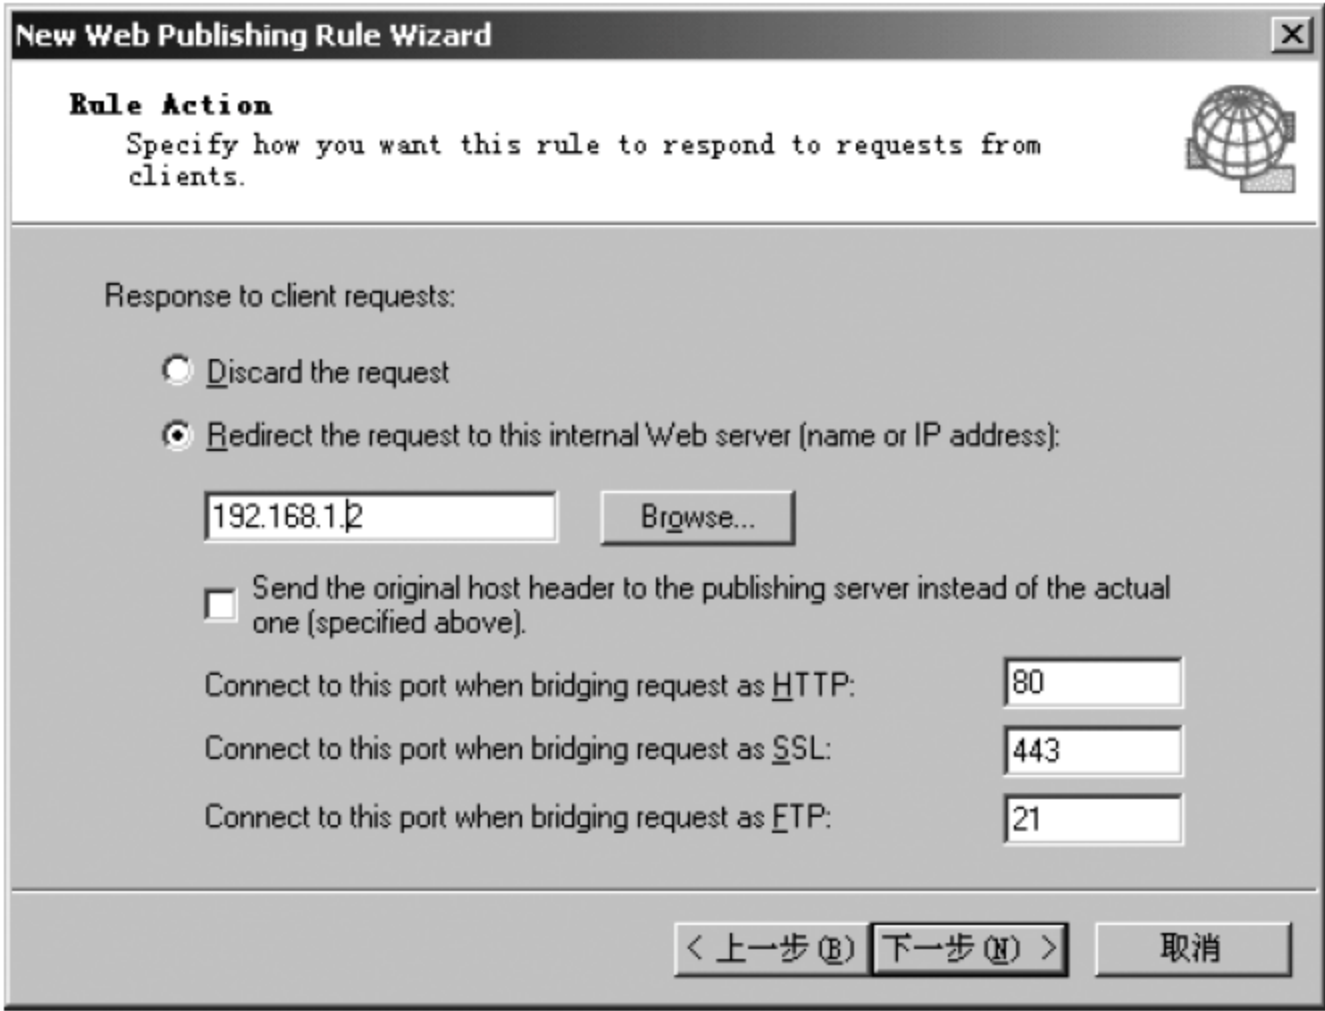 New Web Publishing Rule Wizard
Rule Action
Specify how you want this rule to respond to requests from
clients.
Response to client requests:
Discard the request
Redirect the request to this internal Web server (name or IP address):
192.168.1.2
Browse...
Send the original host header to the publishing server instead of the actual
one (specified above).
Connect to this port when bridging request as HTTP:
80
Connect to this port when bridging request as SSL:
443
Connect to this port when bridging request as FTP:
21
< 上一步(B)
下一步(N) >
取消